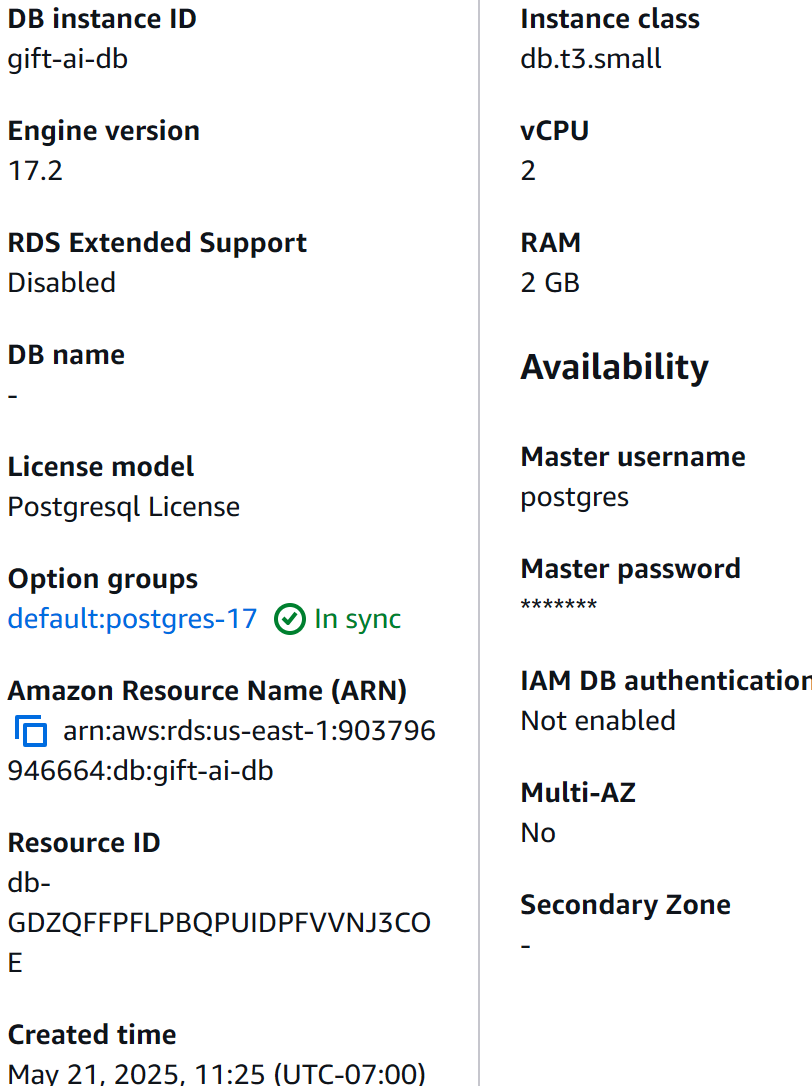 DB instance ID
gift-ai-db
Engine version
17.2
RDS Extended Support
Disabled
DB name
-
License model
Postgresql License
Option groups
default:postgres-17 In sync
Amazon Resource Name (ARN)
arn:aws:rds:us-east-1:903796
946664:db:gift-ai-db
Resource ID
db-
GDZQFFPFLPBQPUIDPFVVNJ3CO
E
Created time
May 21, 2025, 11:25 (UTC-07:00)
Instance class
db.t3.small
vCPU
2
RAM
2 GB
Availability
Master username
postgres
Master password
*******
IAM DB authentication
Not enabled
Multi-AZ
No
Secondary Zone
-